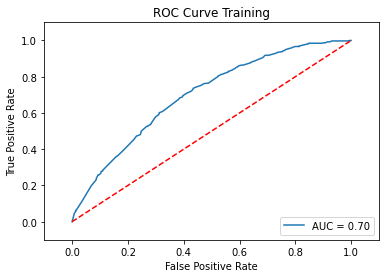 ROC Curve Training
True Positive Rate
1.0
0.8
0.6
0.4
0.2
0.0
0.0 0.2 0.4 0.6 0.8 1.0
False Positive Rate
AUC = 0.70